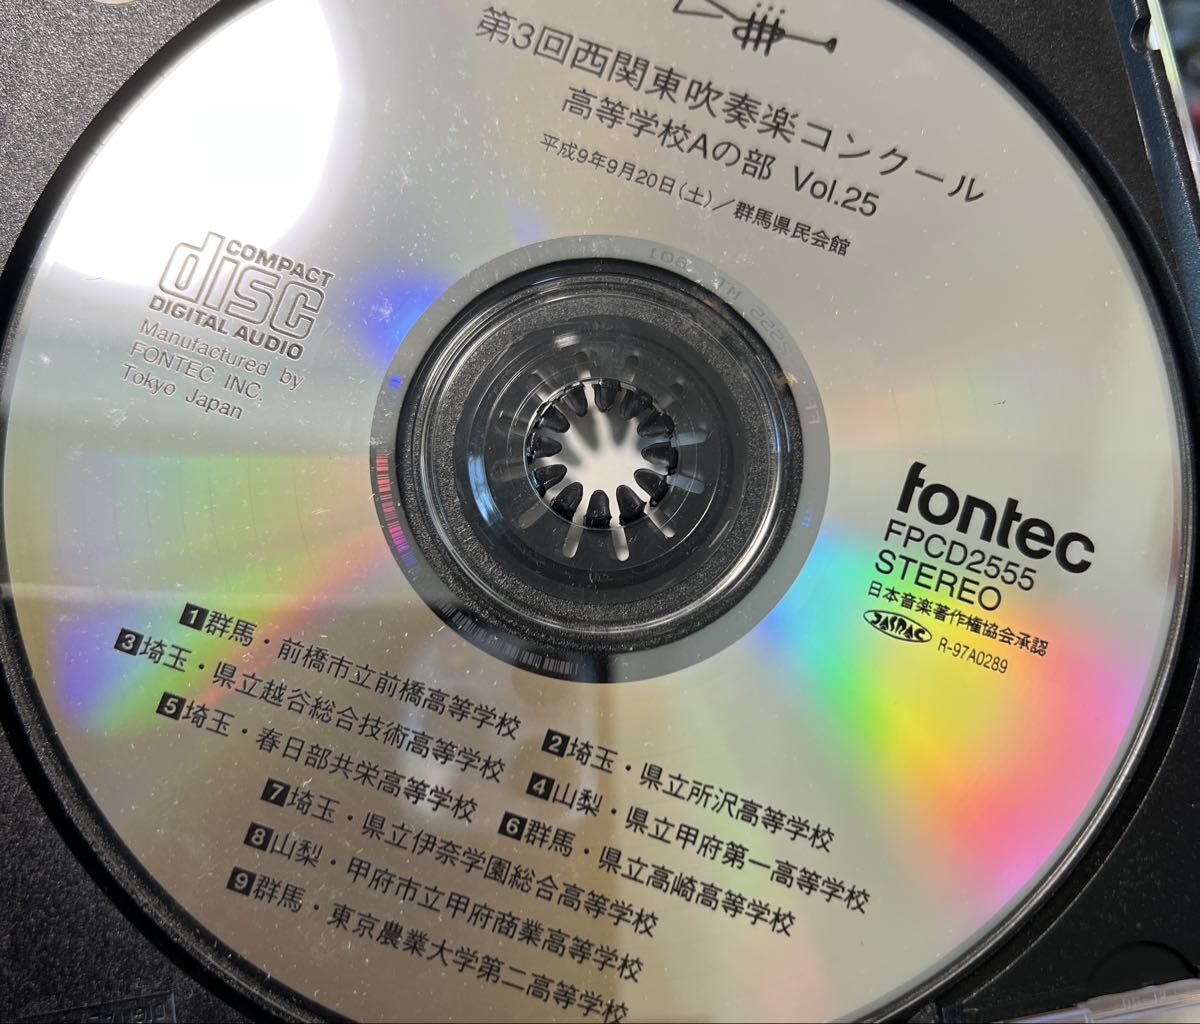 第3回西関東吹奏楽コンクール
高等学校Aの部 Vol.25
平成9年9月20日(土)/群馬県民会館
COMPACT
disc
DIGITAL AUDIO
Manufactured by
FONTEC INC.
Tokyo Japan
fontec
FPCD2555
STEREO
日本音楽著作権協会承認
JASRAC
R-97A0289
1 群馬・前橋市立前橋高等学校
2 埼玉・県立所沢高等学校
3 埼玉・県立越谷総合技術高等学校
4 山梨・県立甲府第一高等学校
5 埼玉・春日部共栄高等学校
6 群馬・県立高崎高等学校
7 埼玉・県立伊奈学園総合高等学校
8 山梨・甲府市立甲府商業高等学校
9 群馬・東京農業大学第二高等学校